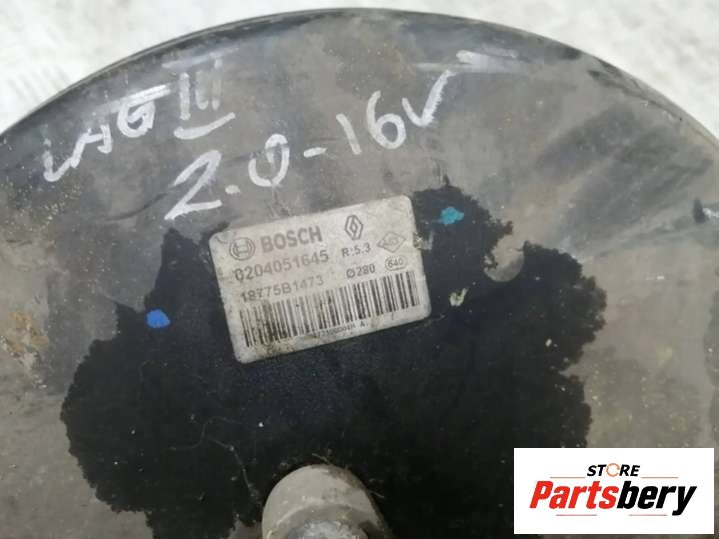 LAG III
2.0-16V
BOSCH R:5.3
0204051645
18775B1473 Ø280 640
STORE
Partsbery